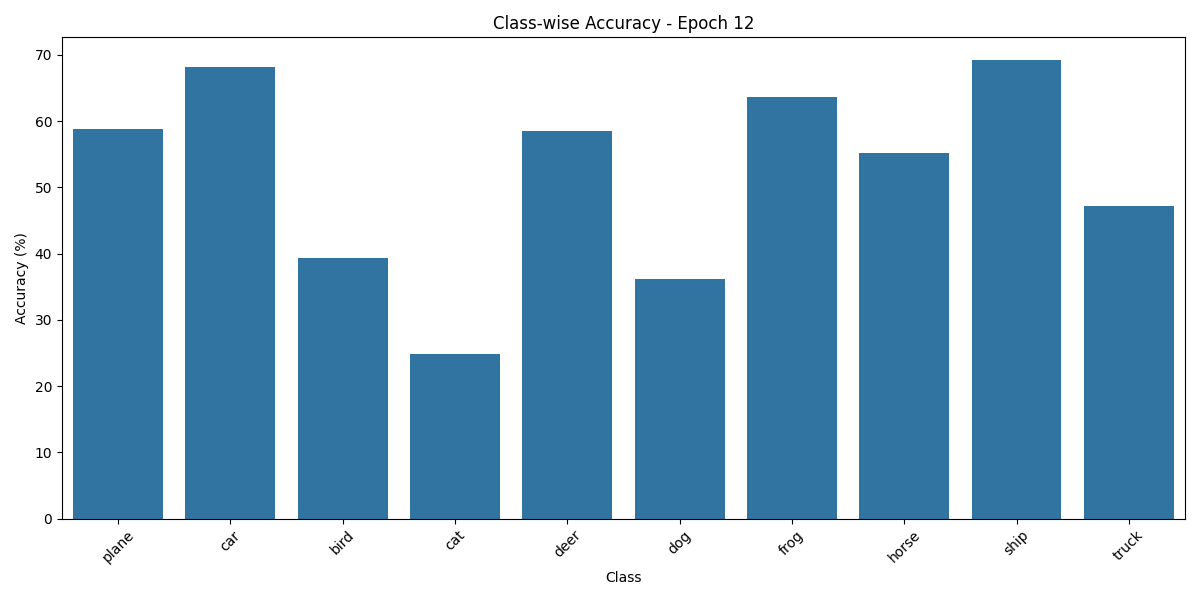 Class-wise Accuracy - Epoch 12
Accuracy (%)
70
60
50
40
30
20
10
0
plane
car
bird
cat
deer
dog
frog
horse
ship
truck
Class